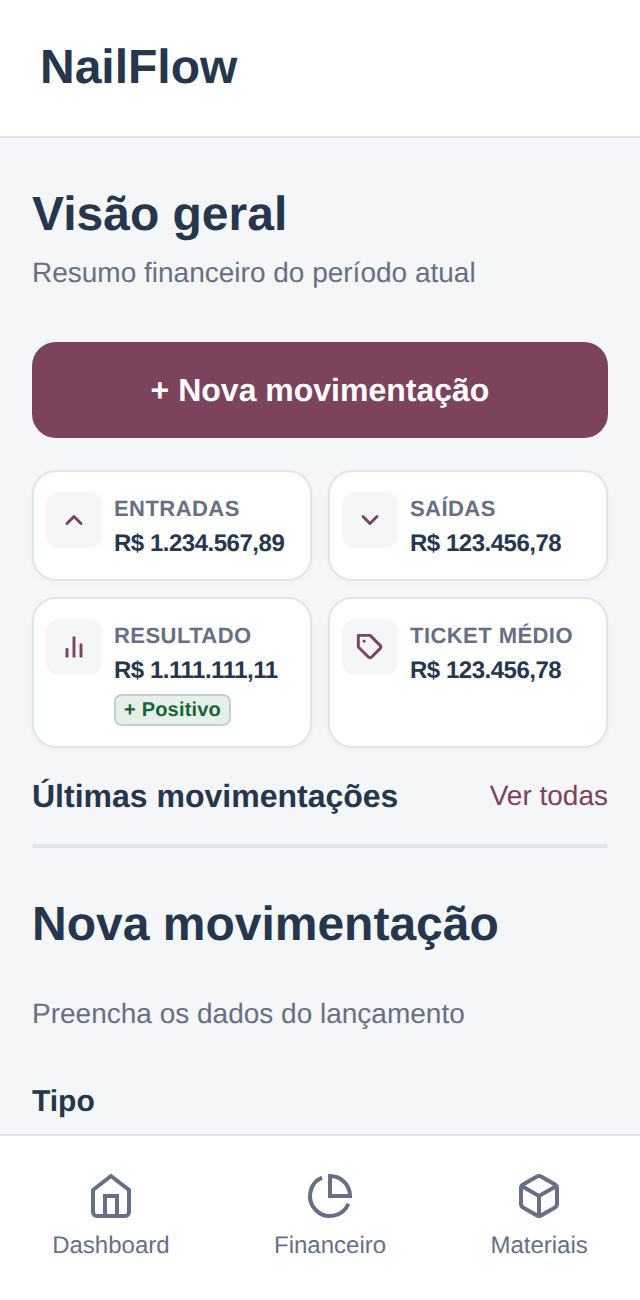 NailFlow
Visão geral
Resumo financeiro do período atual
+ Nova movimentação
ENTRADAS
R$ 1.234.567,89
SAÍDAS
R$ 123.456,78
RESULTADO
R$ 1.111.111,11
+ Positivo
TICKET MÉDIO
R$ 123.456,78
Últimas movimentações
Ver todas
Nova movimentação
Preencha os dados do lançamento
Tipo
Dashboard
Financeiro
Materiais